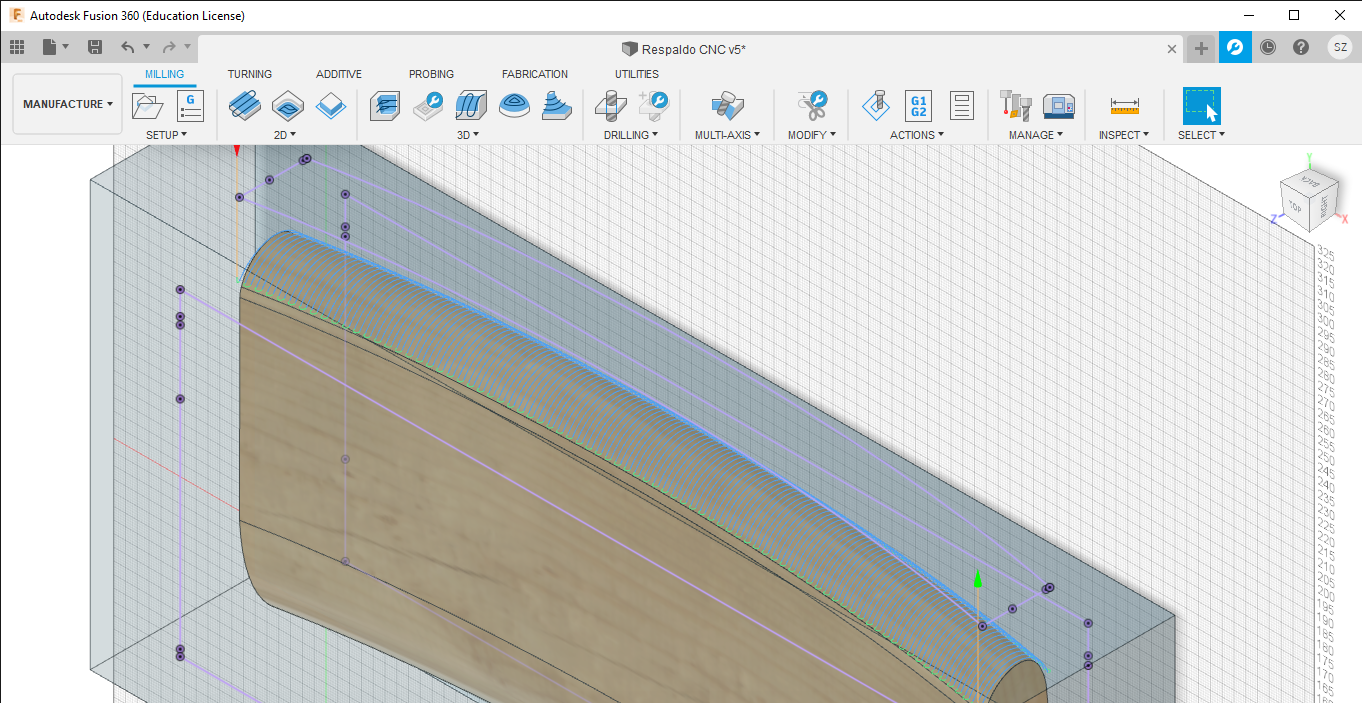 Autodesk Fusion 360 (Education License)
Respaldo CNC v5*
SZ
MILLING TURNING ADDITIVE PROBING FABRICATION UTILITIES
MANUFACTURE
G
G1
G2
SETUP 2D 3D DRILLING MULTI-AXIS MODIFY ACTIONS MANAGE INSPECT SELECT
Y
BACK
TOP
RIGHT
Z
X
325
320
315
310
305
300
295
290
285
280
275
270
265
260
255
250
245
240
235
230
225
220
215
210
205
200
195
190
185
180
175
170
165